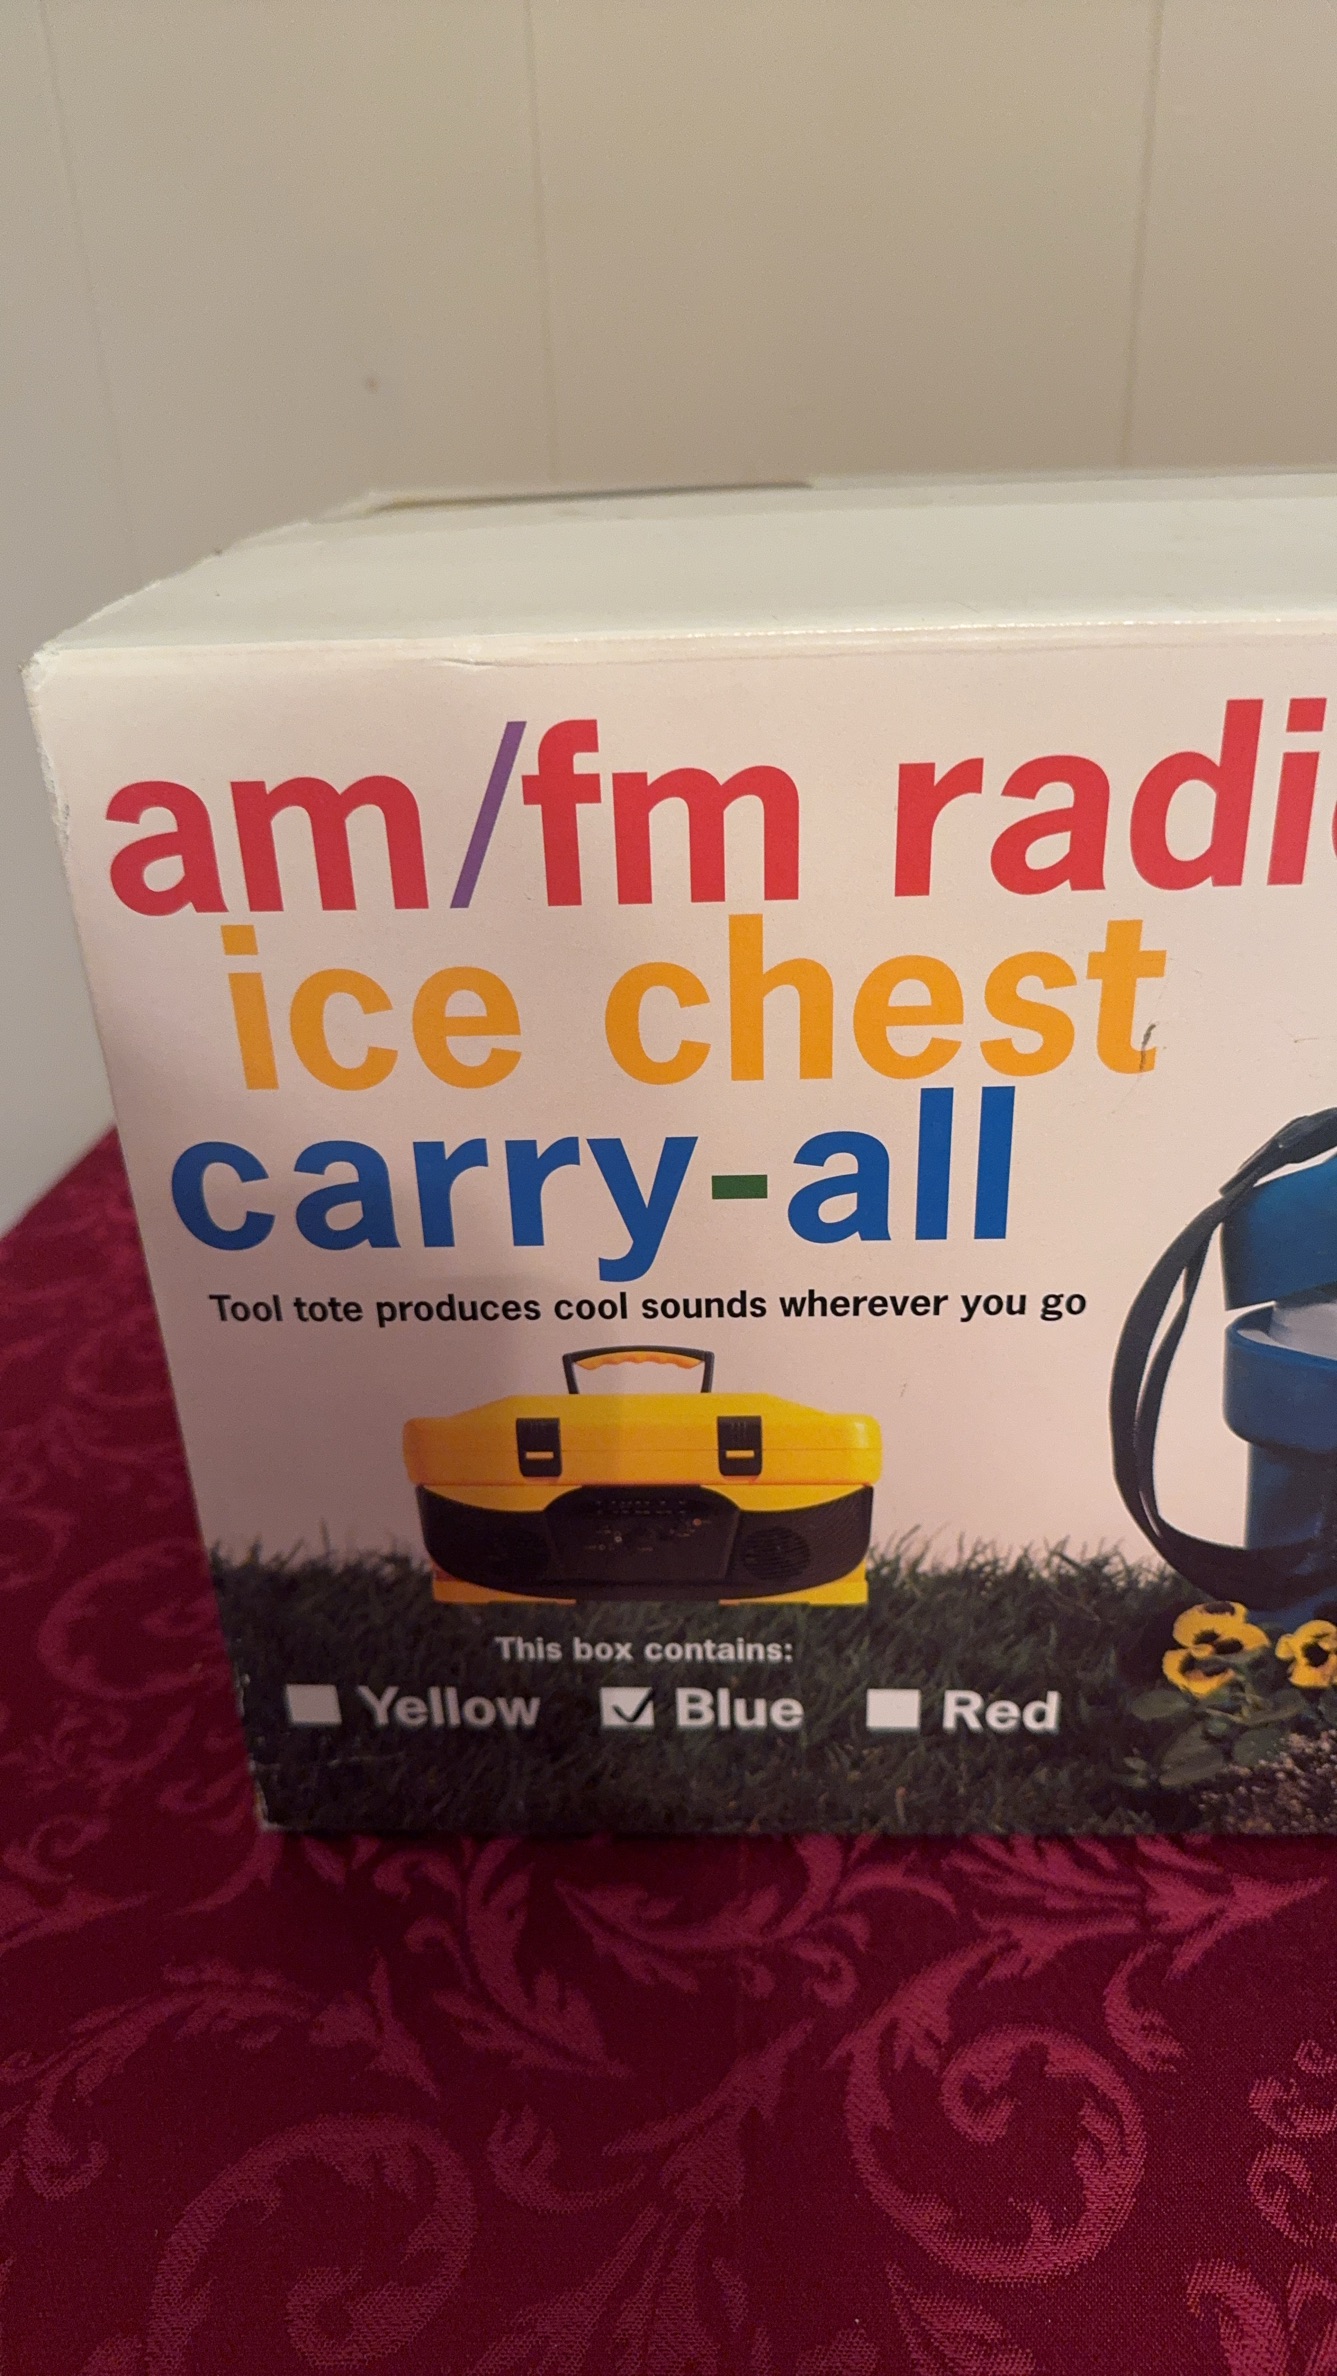 am/fm radi
ice chest
carry-all
Tool tote produces cool sounds wherever you go
This box contains:
Yellow Blue Red